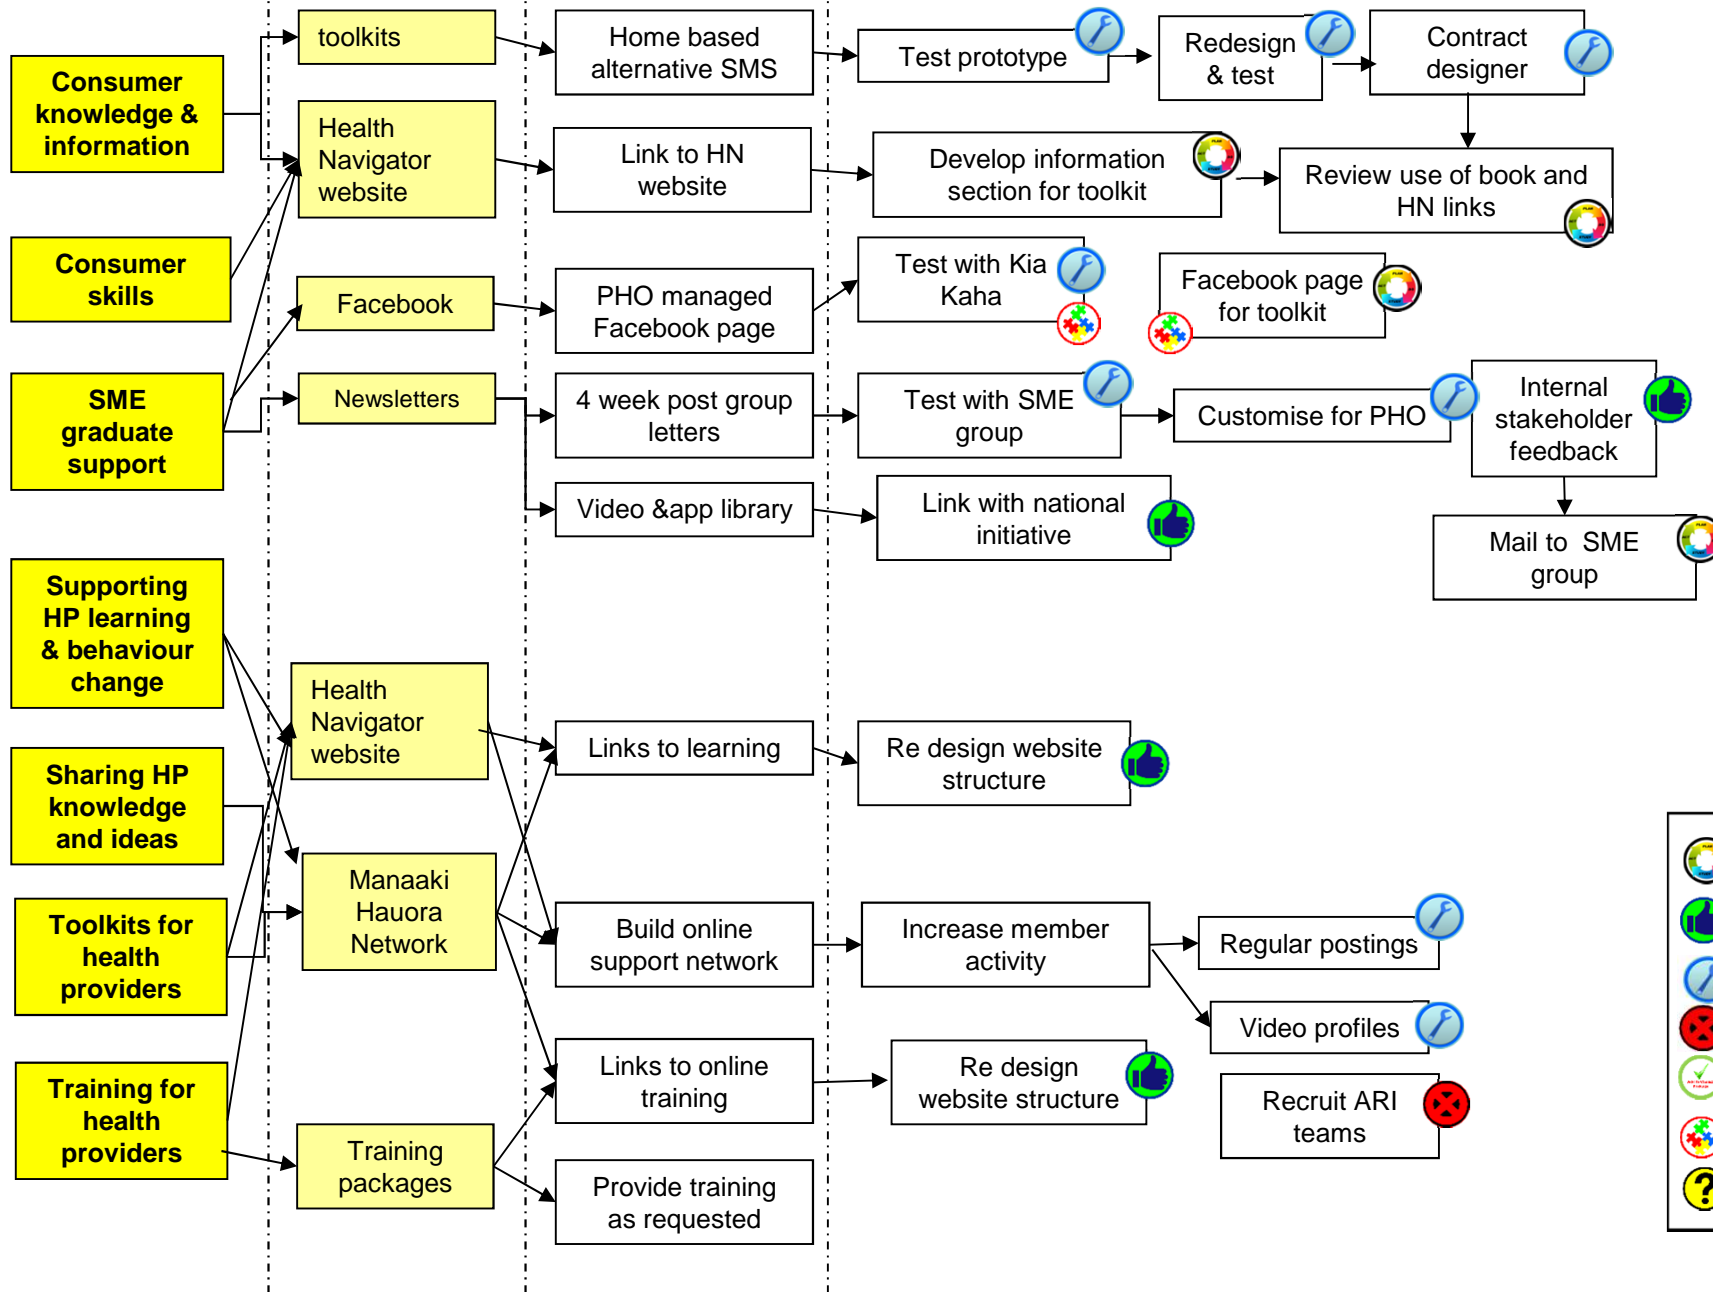 Consumer
knowledge &
information
Consumer
skills
SME
graduate
support
Supporting
HP learning
& behaviour
change
Sharing HP
knowledge
and ideas
Toolkits for
health
providers
Training for
health
providers
toolkits
Health
Navigator
website
Facebook
Newsletters
Health
Navigator
website
Manaaki
Hauora
Network
Training
packages
Home based
alternative SMS
Link to HN
website
PHO managed
Facebook page
4 week post group
letters
Video &app library
Links to learning
Build online
support network
Links to online
training
Provide training
as requested
Test prototype
Redesign
& test
Contract
designer
Develop information
section for toolkit
Review use of book and
HN links
Test with Kia
Kaha
Facebook page
for toolkit
Test with SME
group
Customise for PHO
Internal
stakeholder
feedback
Link with national
initiative
Mail to SME
group
Re design website
structure
Increase member
activity
Regular postings
Video profiles
Re design
website structure
Recruit ARI
teams
?